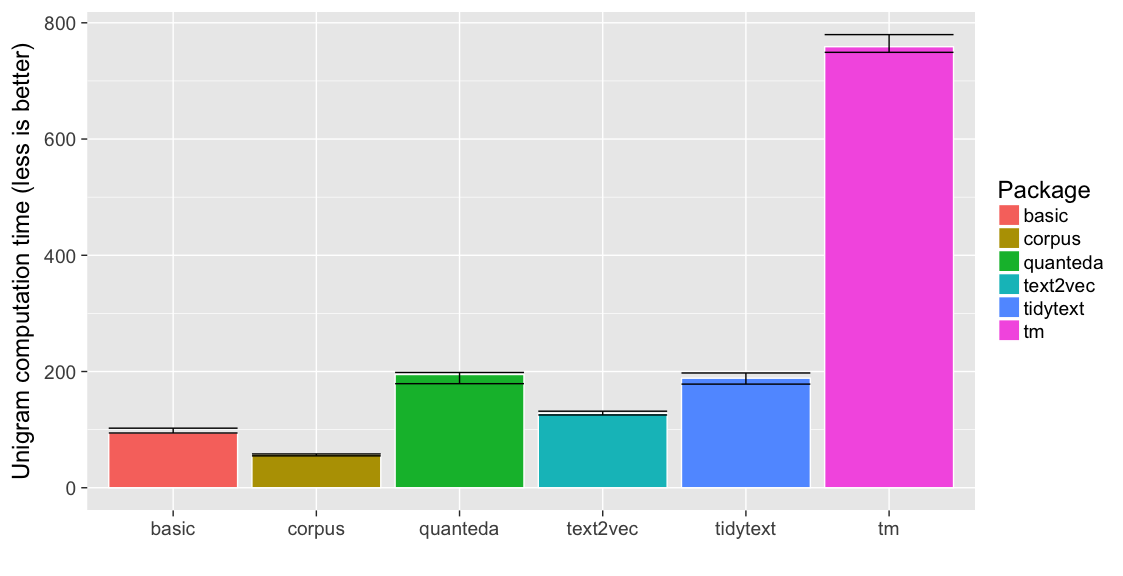 Unigram computation time (less is better)
800
600
400
200
0
basic
corpus
quanteda
text2vec
tidytext
tm
Package
basic
corpus
quanteda
text2vec
tidytext
tm